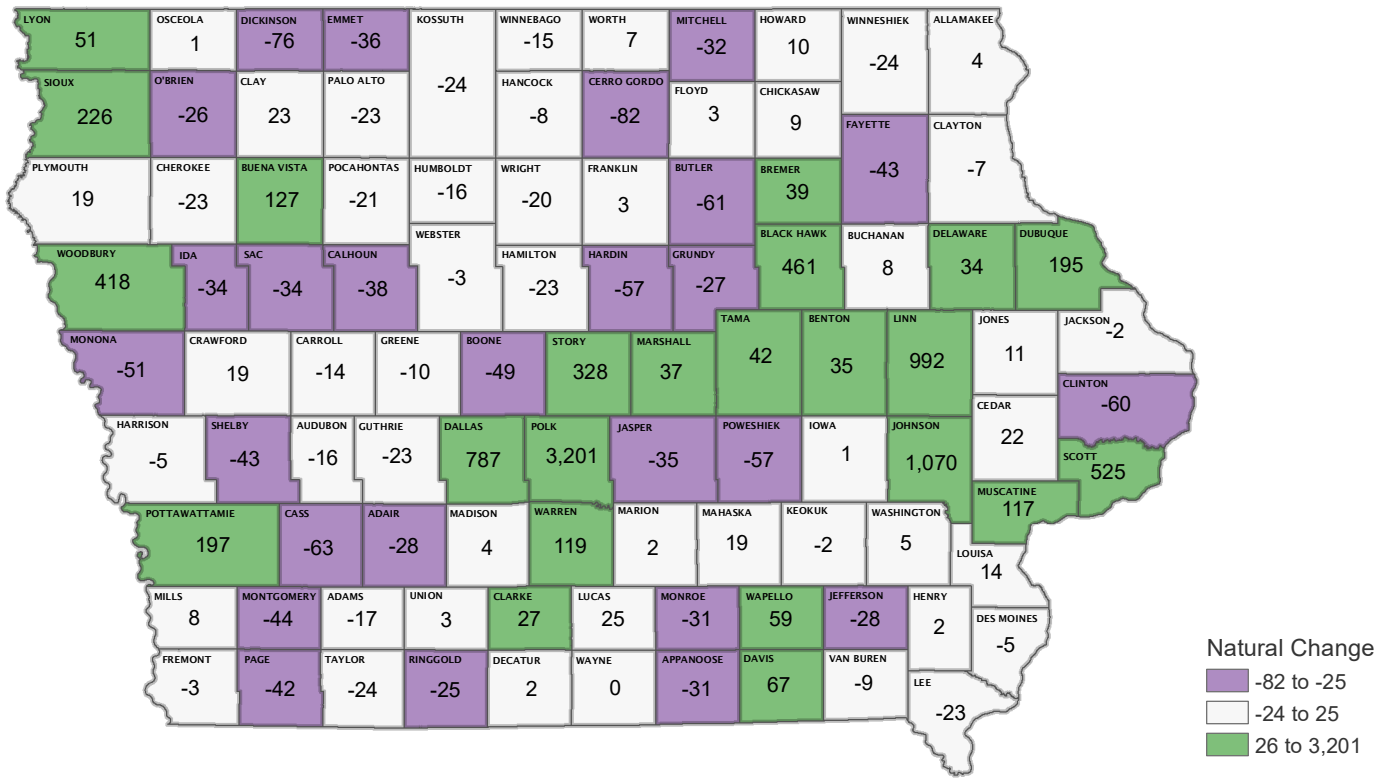 LYON OSCEOLA DICKINSON EMMET KOSSUTH WINNEBAGO WORTH MITCHELL HOWARD WINNESHIEK ALLAMAKEE
51 1 -76 -36 -24 -15 7 -32 10 -24 4
SIOUX O'BRIEN CLAY PALO ALTO HANCOCK CERRO GORDO FLOYD CHICKASAW
226 -26 23 -23 -8 -82 3 9
FAYETTE CLAYTON
-43 -7
PLYMOUTH CHEROKEE BUENA VISTA POCAHONTAS HUMBOLDT WRIGHT FRANKLIN BUTLER BREMER
19 -23 127 -21 -16 -20 3 -61 39
WOODBURY IDA SAC CALHOUN WEBSTER HAMILTON HARDIN GRUNDY BLACK HAWK BUCHANAN DELAWARE DUBUQUE
418 -34 -34 -38 -3 -23 -57 -27 461 8 34 195
MONONA CRAWFORD CARROLL GREENE BOONE STORY MARSHALL TAMA BENTON LINN JONES JACKSON
-51 19 -14 -10 -49 328 37 42 35 992 11 -2
CLINTON
-60
HARRISON SHELBY AUDUBON GUTHRIE DALLAS POLK JASPER POWESHIEK IOWA JOHNSON CEDAR SCOTT
-5 -43 -16 -23 787 3,201 -35 -57 1 1,070 22 525
MUSCATINE
117
POTTAWATTAMIE CASS ADAIR MADISON WARREN MARION MAHASKA KEOKUK WASHINGTON LOUISA
197 -63 -28 4 119 2 19 -2 5 14
MILLS MONTGOMERY ADAMS UNION CLARKE LUCAS MONROE WAPELLO JEFFERSON HENRY DES MOINES
8 -44 -17 3 27 25 -31 59 -28 2 -5
FREMONT PAGE TAYLOR RINGGOLD DECATUR WAYNE APPANOOSE DAVIS VAN BUREN LEE
-3 -42 -24 -25 2 0 -31 67 -9 -23
Natural Change
-82 to -25
-24 to 25
26 to 3,201